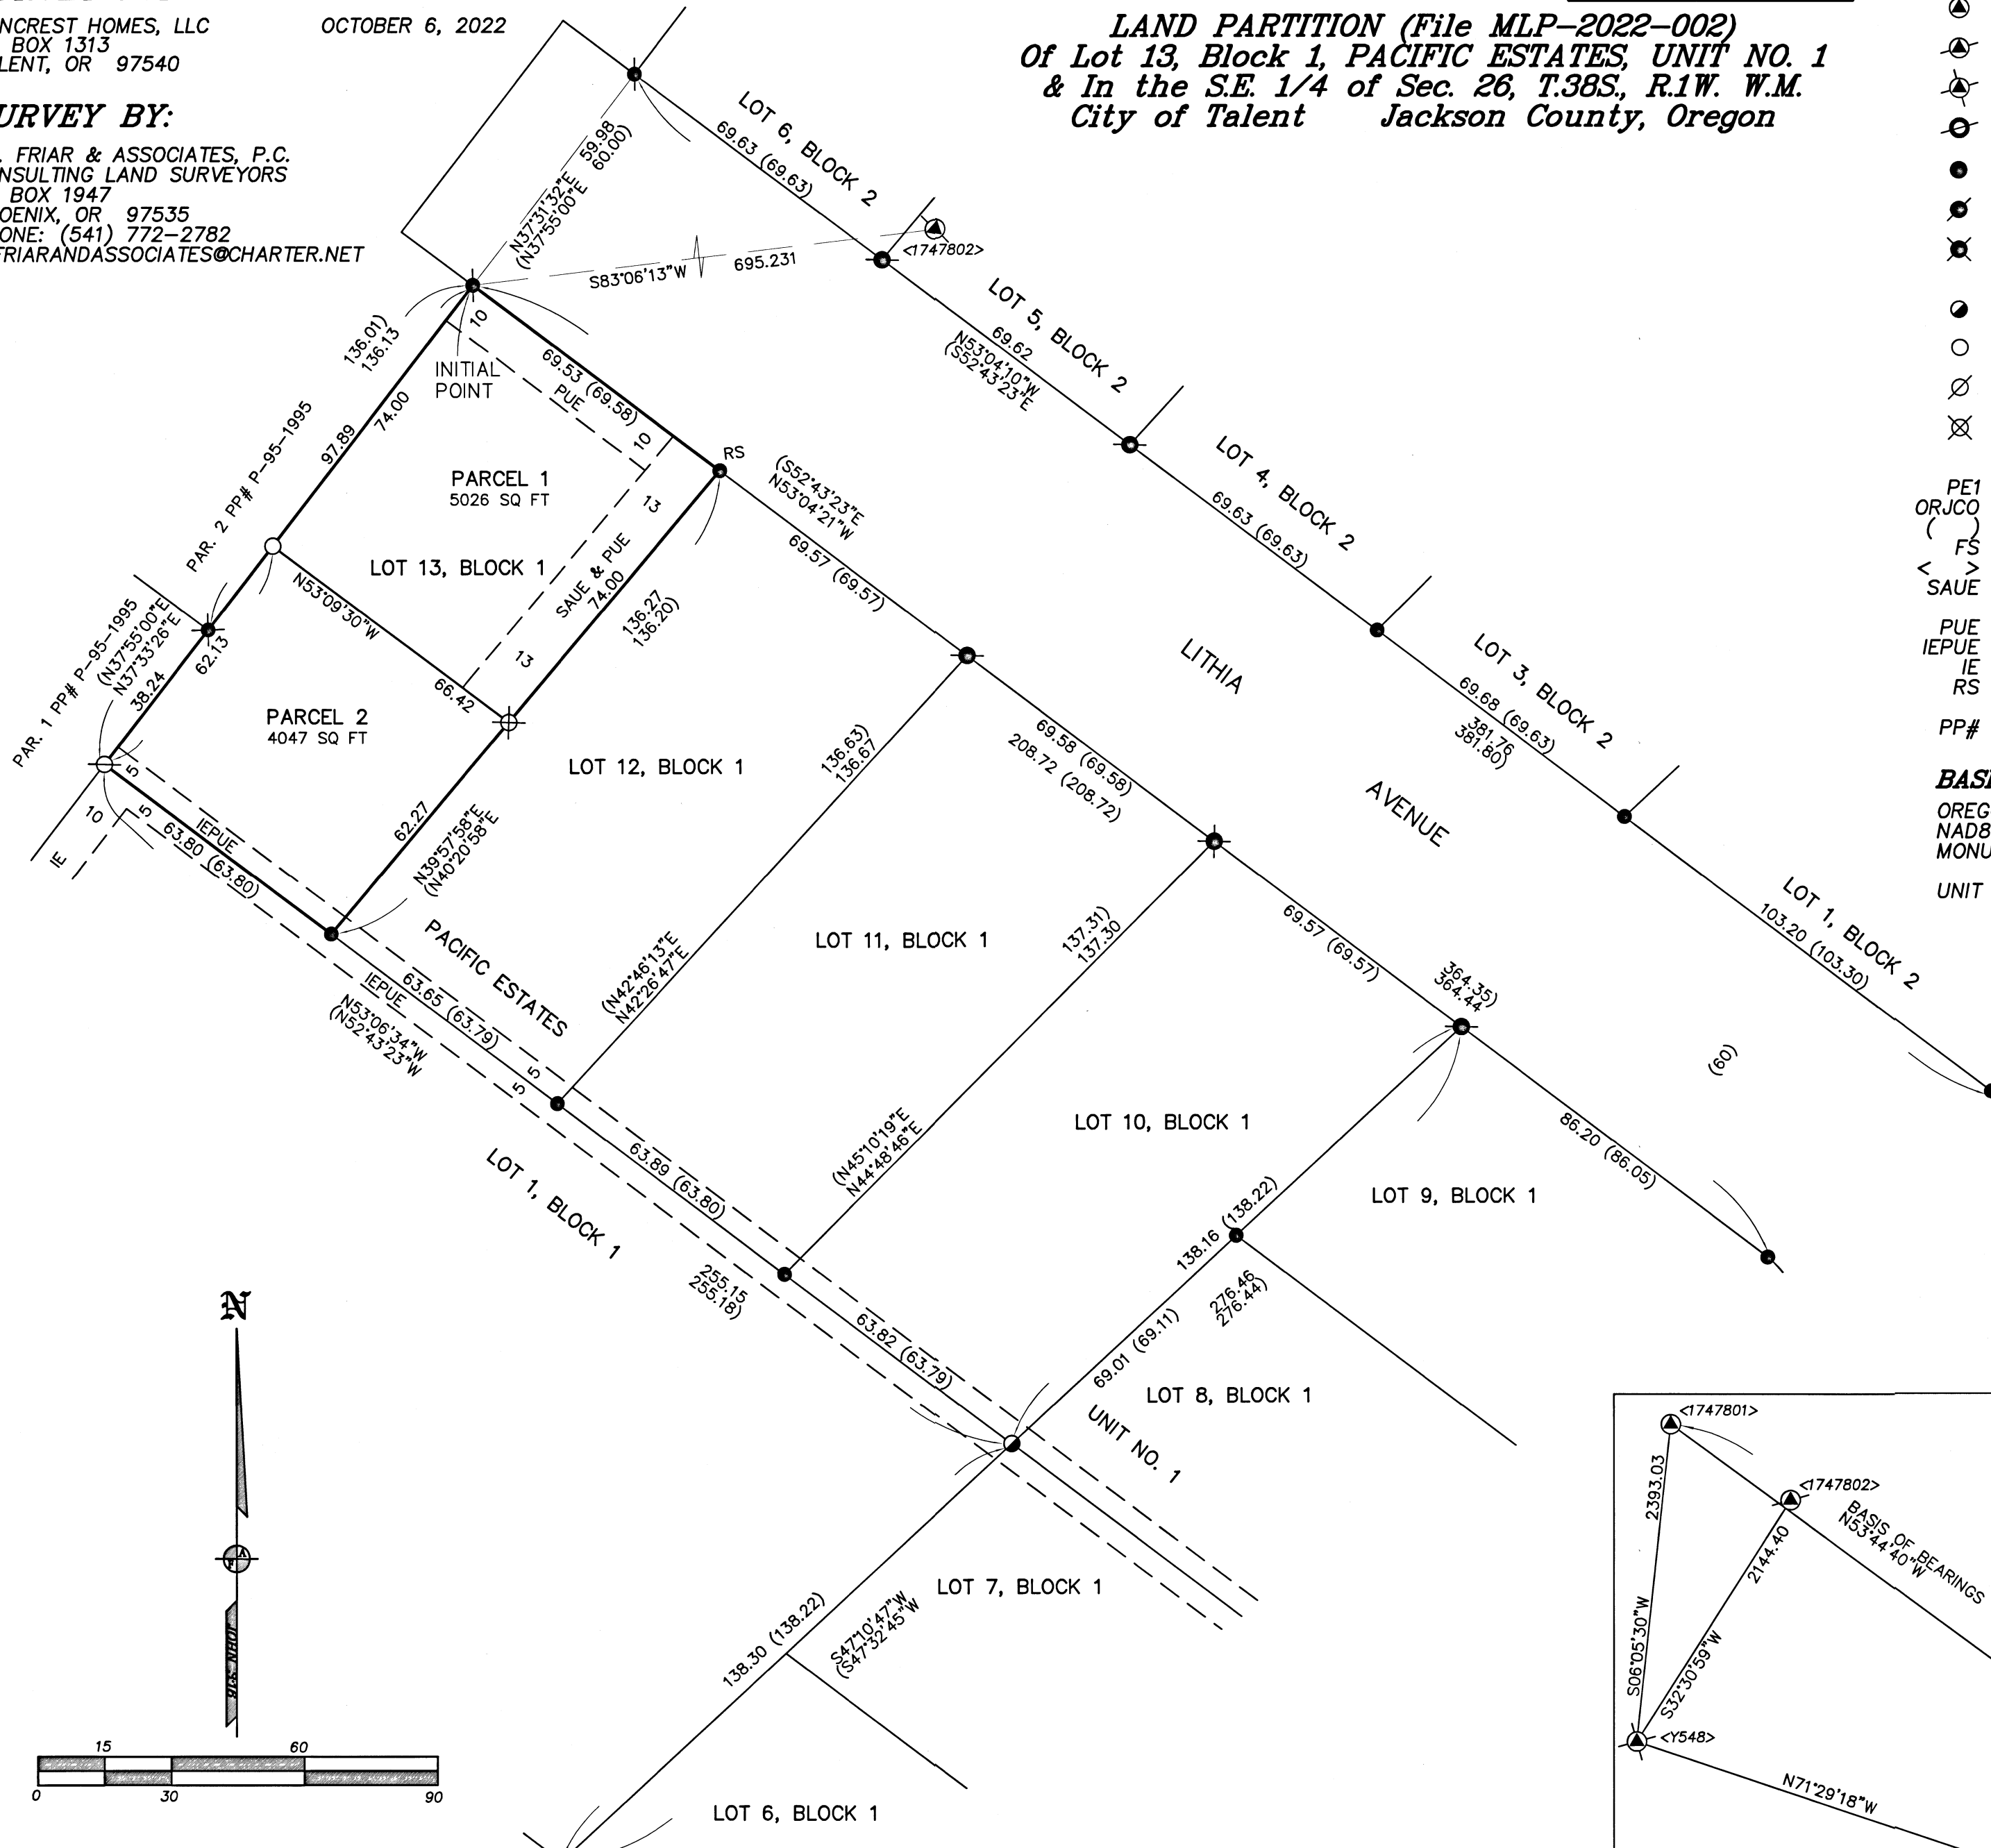 OCTOBER 6, 2022
NCREST HOMES, LLC
BOX 1313
LENT, OR 97540
URVEY BY:
. FRIAR & ASSOCIATES, P.C.
NSULTING LAND SURVEYORS
BOX 1947
OENIX, OR 97535
ONE: (541) 772-2782
FRIARANDASSOCIATES@CHARTER.NET
LAND PARTITION (File MLP-2022-002)
Of Lot 13, Block 1, PACIFIC ESTATES, UNIT NO. 1
& In the S.E. 1/4 of Sec. 26, T.38S., R.1W. W.M.
City of Talent Jackson County, Oregon
LOT 6, BLOCK 2
69.63 (69.63)
59.98
60.00)
N37°31'32"E
(N37°55'00"E
<1747802>
S83°06'13"W
695.231
LOT 5, BLOCK 2
69.62
N53°04'10"W
(S52°43'23"E
136.01)
136.13
10
INITIAL
POINT
69.53 (69.58)
PUE
10
RS
74.00
97.89
PAR. 2 PP# P-95-1995
PARCEL 1
5026 SQ FT
13
(S52°43'23"E
N53°04'21"W
69.57 (69.57)
LOT 4, BLOCK 2
69.63 (69.63)
LOT 13, BLOCK 1
SAUE & PUE
74.00
136.27
136.20)
N53°09'30"W
13
66.42
PAR. 1 PP# P-95-1995
(N37°55'00"E
N37°33'26"E
38.24
62.13
PARCEL 2
4047 SQ FT
LITHIA
AVENUE
LOT 3, BLOCK 2
69.68 (69.63)
381.76
381.80)
5
5
10
IE
IEPUE
63.80 (63.80)
62.27
N39°57'58"E
(N40°20'58"E
LOT 12, BLOCK 1
136.63)
136.67
69.58 (69.58)
208.72 (208.72)
LOT 1, BLOCK 2
103.20 (103.30)
PACIFIC ESTATES
IEPUE
63.65 (63.79)
N53°06'34"W
(N52°43'23"W
(N42°46'13"E
N42°26'47"E
LOT 11, BLOCK 1
137.31)
137.30
69.57 (69.57)
364.35)
364.44
(60)
5
5
LOT 1, BLOCK 1
63.89 (63.80)
(N45°10'19"E
N44°48'46"E
LOT 10, BLOCK 1
86.20 (86.05)
LOT 9, BLOCK 1
138.16 (138.22)
255.15
255.18)
63.82 (63.79)
276.46
276.44)
69.01 (69.11)
LOT 8, BLOCK 1
UNIT NO. 1
LOT 7, BLOCK 1
138.30 (138.22)
S47°10'47"W
(S47°32'45"W
LOT 6, BLOCK 1
PE1
ORJCO
( )
FS
< >
SAUE
PUE
IEPUE
IE
RS
PP#
BASI
OREG
NAD8
MONU
UNIT
N
F A
15 60
0 30 90
<1747801>
2393.03
<1747802>
BASIS OF BEARINGS
N53°44'40"W
2144.40
S06°05'30"W
S32°30'59"W
<Y548>
N71°29'18"W